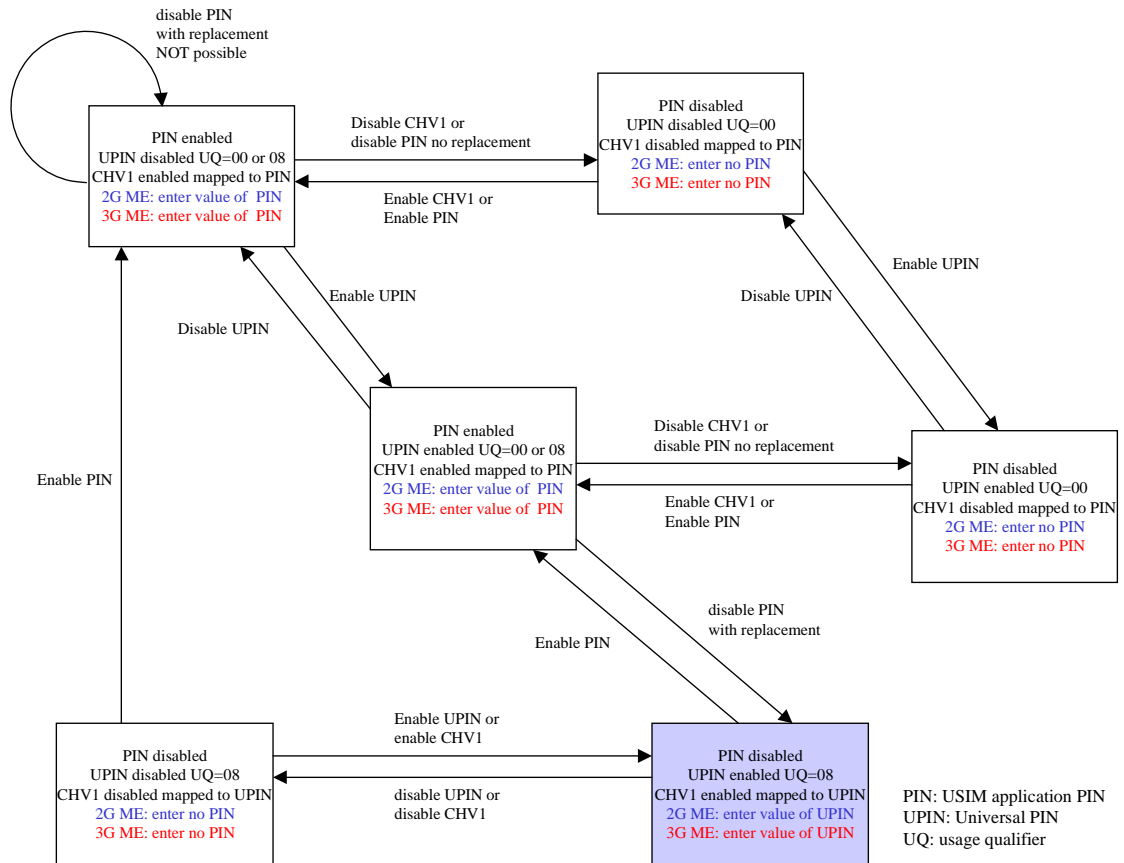 disable PIN
with replacement
NOT possible
PIN enabled
UPIN disabled UQ=00 or 08
CHV1 enabled mapped to PIN
2G ME: enter value of PIN
3G ME: enter value of PIN
Disable CHV1 or
disable PIN no replacement
Enable CHV1 or
Enable PIN
PIN disabled
UPIN disabled UQ=00
CHV1 disabled mapped to PIN
2G ME: enter no PIN
3G ME: enter no PIN
Enable UPIN
Disable UPIN
Enable UPIN
Disable UPIN
PIN enabled
UPIN enabled UQ=00 or 08
CHV1 enabled mapped to PIN
2G ME: enter value of PIN
3G ME: enter value of PIN
Disable CHV1 or
disable PIN no replacement
Enable CHV1 or
Enable PIN
PIN disabled
UPIN enabled UQ=00
CHV1 disabled mapped to PIN
2G ME: enter no PIN
3G ME: enter no PIN
Enable PIN
disable PIN
with replacement
Enable PIN
PIN disabled
UPIN disabled UQ=08
CHV1 disabled mapped to UPIN
2G ME: enter no PIN
3G ME: enter no PIN
Enable UPIN or
enable CHV1
disable UPIN or
disable CHV1
PIN disabled
UPIN enabled UQ=08
CHV1 enabled mapped to UPIN
2G ME: enter value of UPIN
3G ME: enter value of UPIN
PIN: USIM application PIN
UPIN: Universal PIN
UQ: usage qualifier